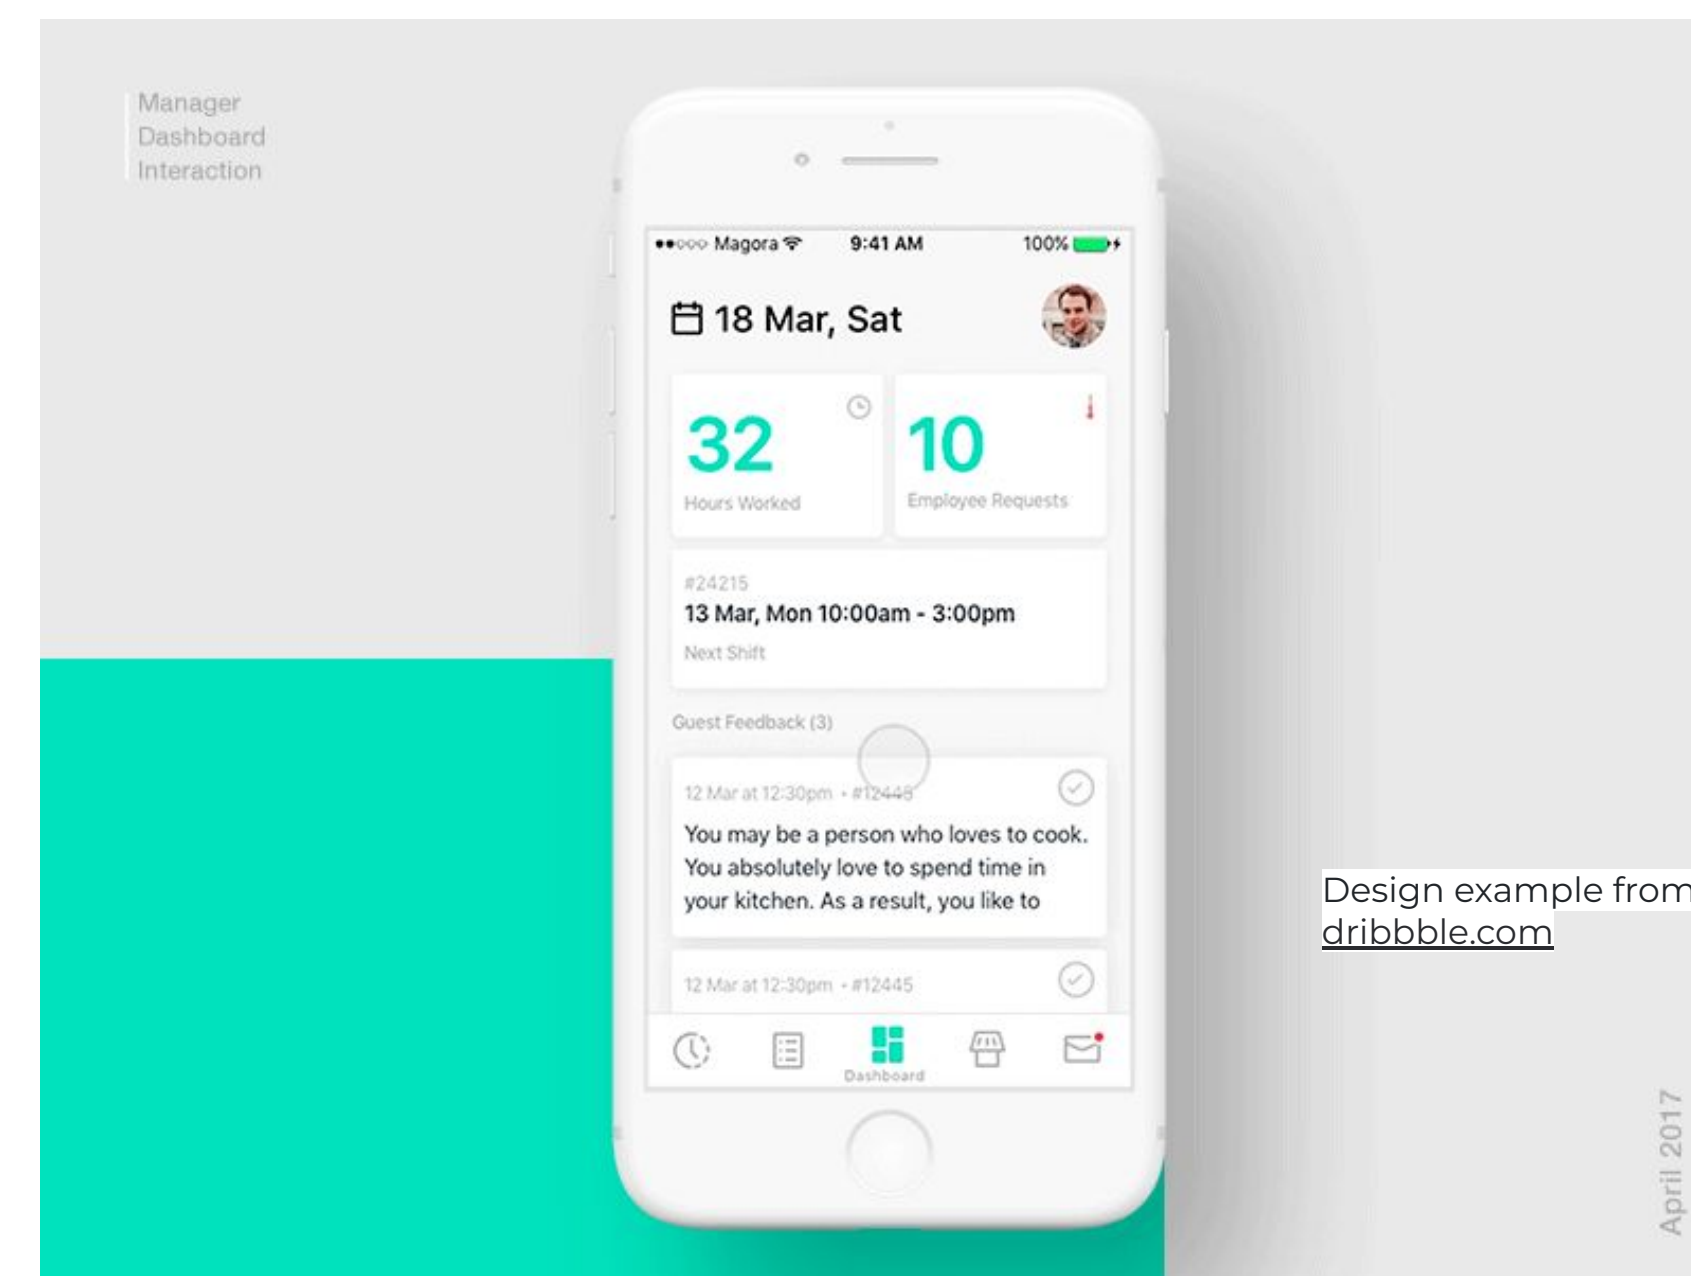 Manager
Dashboard
Interaction
Magora 9:41 AM 100%
18 Mar, Sat
32 10
Hours Worked Employee Requests
#24215
13 Mar, Mon 10:00am - 3:00pm
Next Shift
Guest Feedback (3)
12 Mar at 12:30pm • #12445
You may be a person who loves to cook.
You absolutely love to spend time in
your kitchen. As a result, you like to
12 Mar at 12:30pm • #12445
Dashboard
Design example from
dribbble.com
April 2017